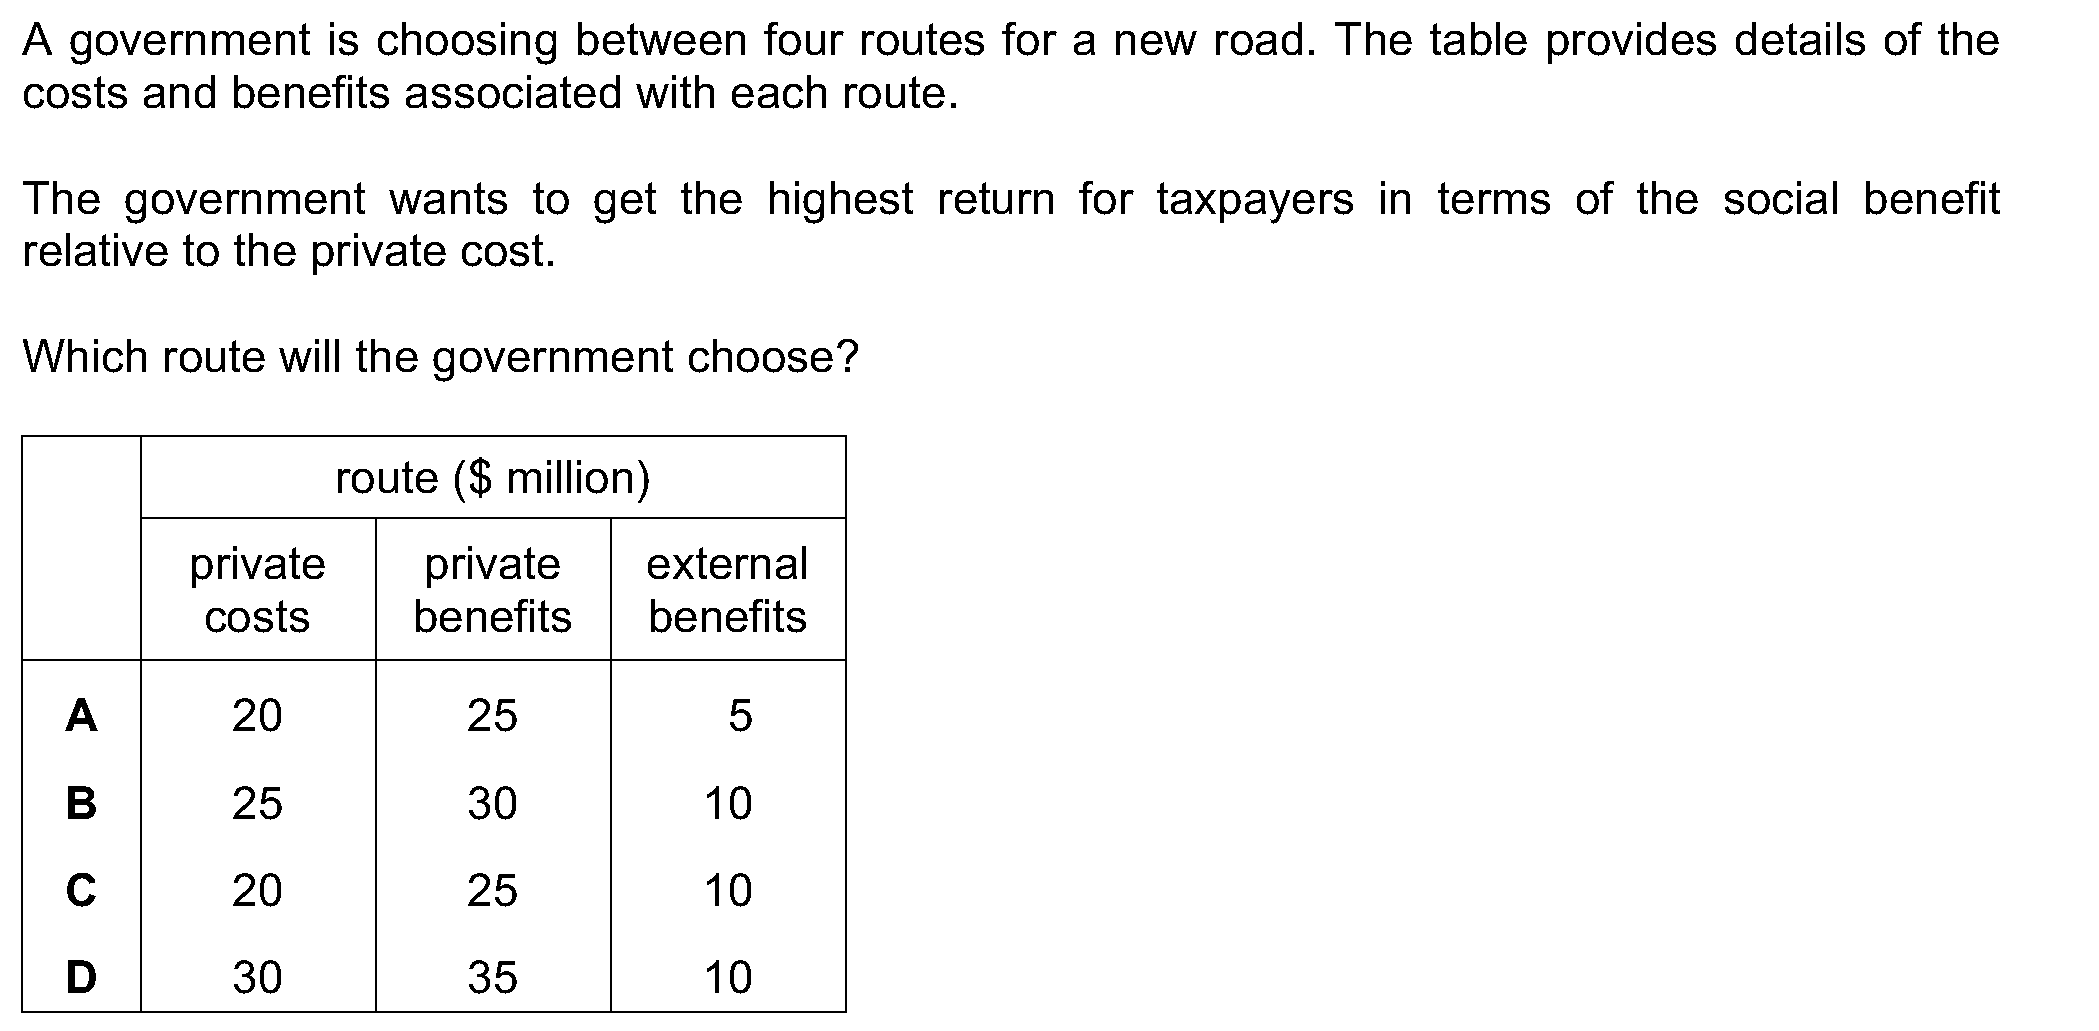 A government is choosing between four routes for a new road. The table provides details of the
costs and benefits associated with each route.
The government wants to get the highest return for taxpayers in terms of the social benefit
relative to the private cost.
Which route will the government choose?
route ($ million)
private costs private benefits external benefits
A 20 25 5
B 25 30 10
C 20 25 10
D 30 35 10